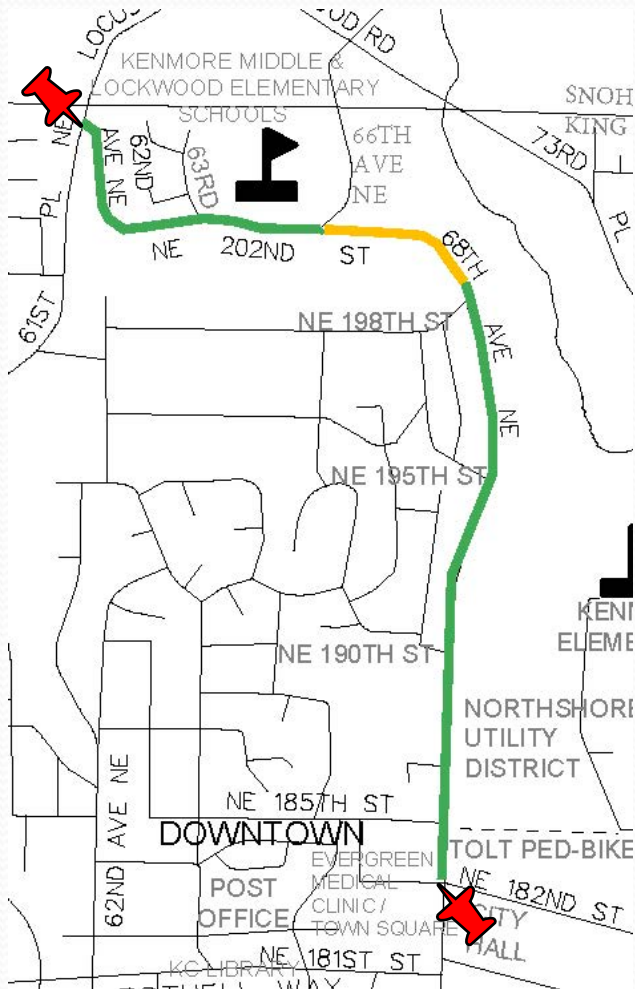 LOCUS
OD RD
KENMORE MIDDLE &
LOCKWOOD ELEMENTARY
SCHOOLS
SNOH
KING
73RD
PL
66TH
AVE
NE
62ND
63RD
AVE NE
NE
PL
61ST
NE 202ND ST
68TH
AVE NE
NE 198TH ST
NE 195TH ST
KENM
ELEME
NE 190TH ST
NORTHSHORE
UTILITY
DISTRICT
62ND AVE NE
NE 185TH ST
DOWNTOWN
TOLT PED-BIKE
EVERGREEN
MEDICAL
CLINIC /
TOWN SQUARE
POST
OFFICE
NE 182ND ST
CITY
HALL
NE 181ST ST
KC LIBRARY
WAY